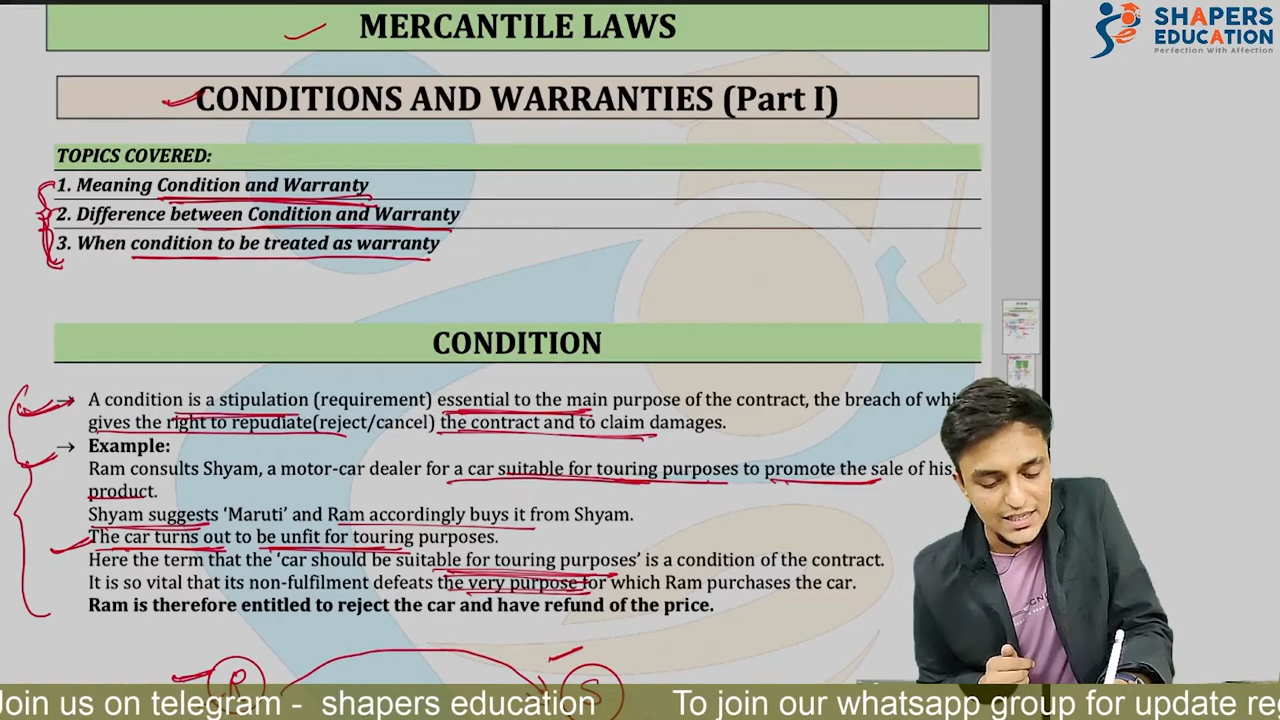 MERCANTILE LAWS
SHAPERS
EDUCATION
Perfection With Affection
CONDITIONS AND WARRANTIES (Part I)
TOPICS COVERED:
1. Meaning Condition and Warranty
2. Difference between Condition and Warranty
3. When condition to be treated as warranty
CONDITION
→ A condition is a stipulation (requirement) essential to the main purpose of the contract, the breach of
gives the right to repudiate(reject/cancel) the contract and to claim damages.
→ Example:
Ram consults Shyam, a motor-car dealer for a car suitable for touring purposes to promote the sale of his
product.
Shyam suggests ‘Maruti’ and Ram accordingly buys it from Shyam.
The car turns out to be unfit for touring purposes.
Here the term that the ‘car should be suitable for touring purposes’ is a condition of the contract.
It is so vital that its non-fulfilment defeats the very purpose for which Ram purchases the car.
Ram is therefore entitled to reject the car and have refund of the price.
R S
Join us on telegram - shapers education To join our whatsapp group for update